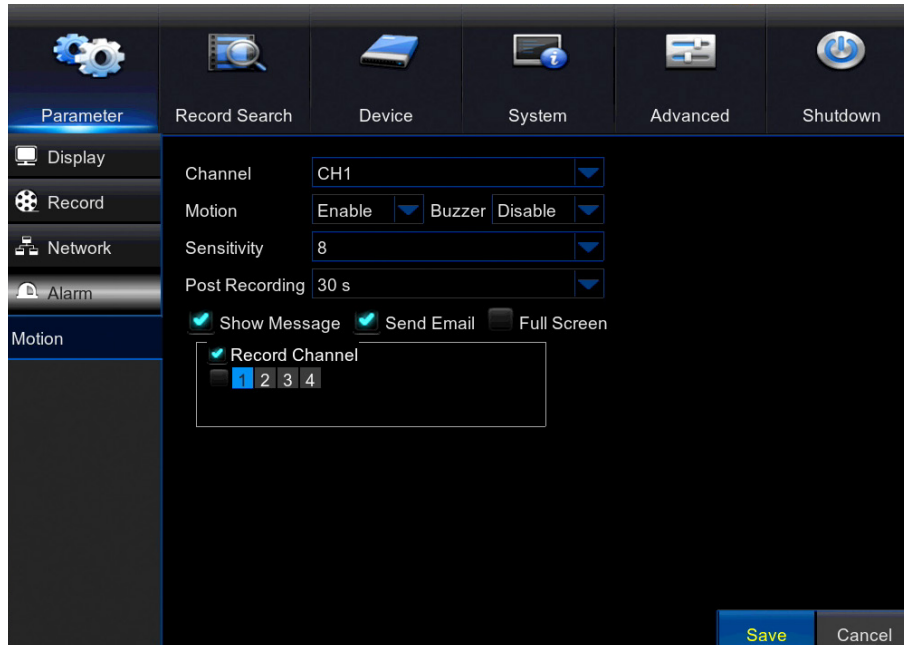 Parameter Record Search Device System Advanced Shutdown
Display
Record
Network
Alarm
Motion
Channel CH1
Motion Enable Buzzer Disable
Sensitivity 8
Post Recording 30 s
Show Message Send Email Full Screen
Record Channel
1 2 3 4
Save Cancel